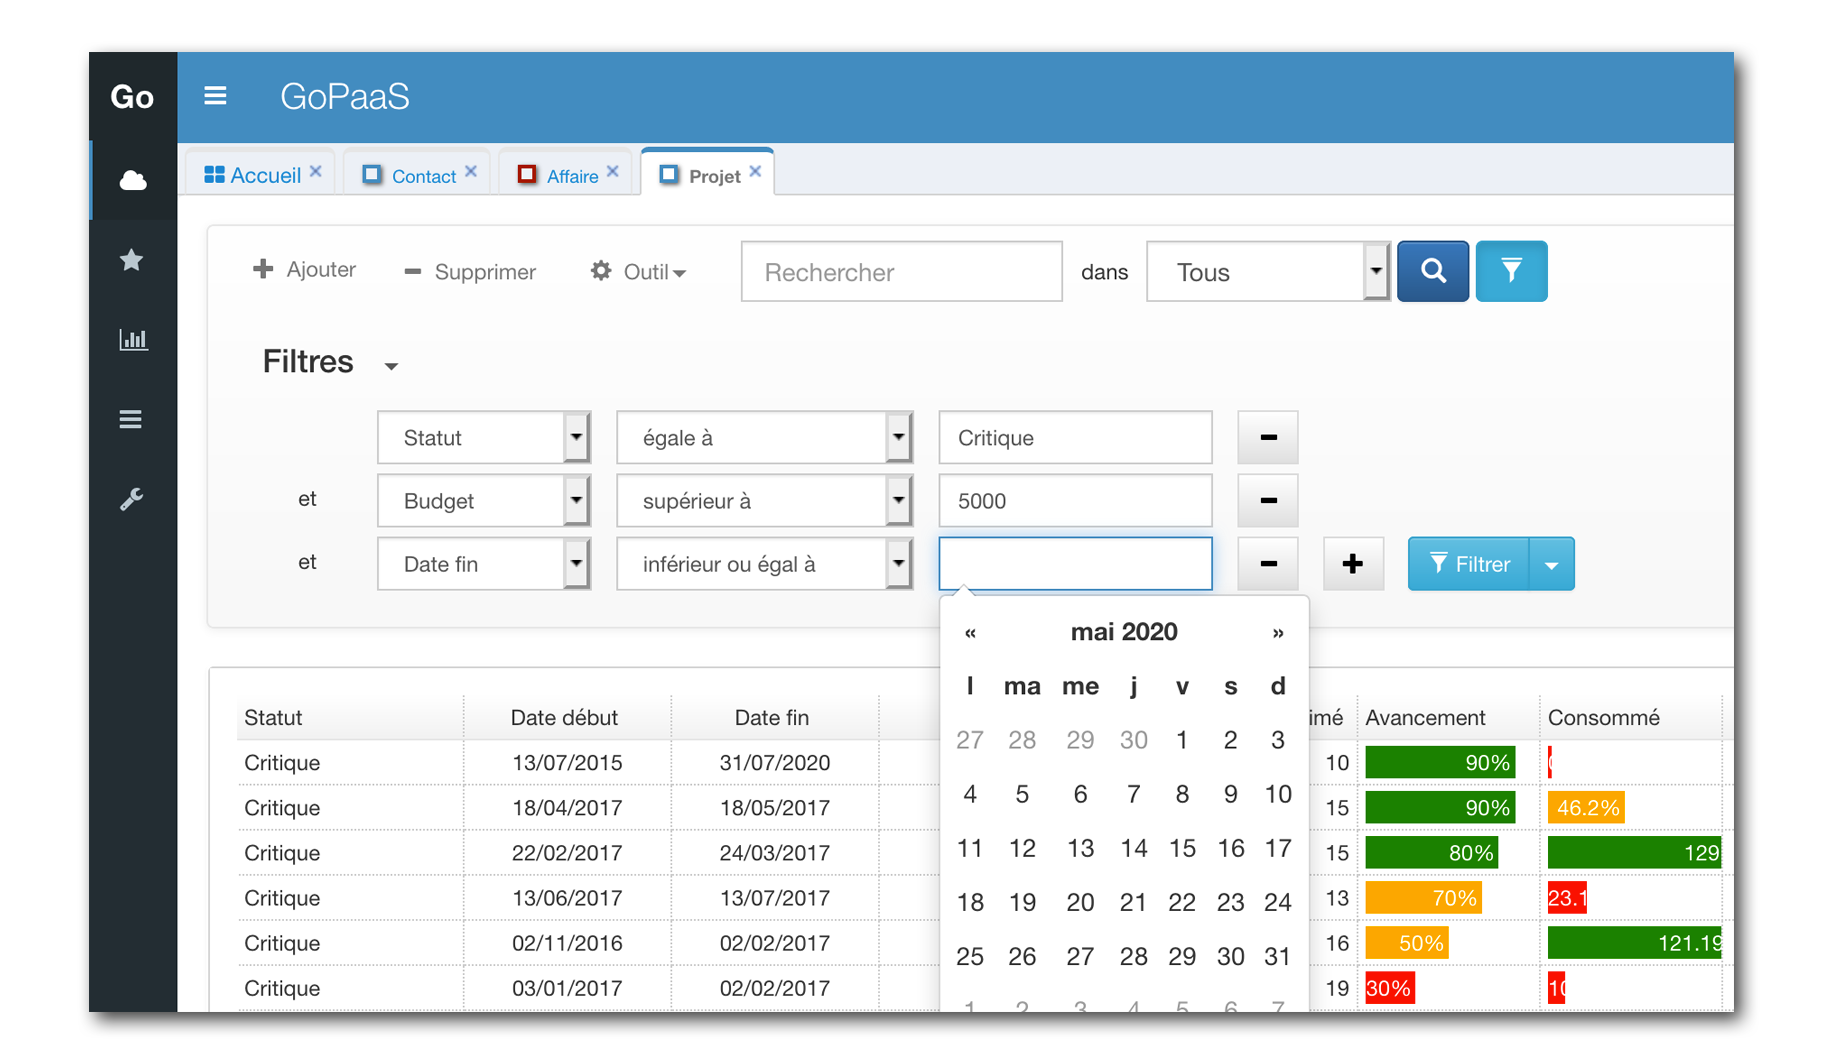 Go GoPaaS
Accueil Contact Affaire Projet
Ajouter Supprimer Outil Rechercher dans Tous
Filtres
Statut égale à Critique
et Budget supérieur à 5000
et Date fin inférieur ou égal à Filtrer
« mai 2020 »
l ma me j v s d
27 28 29 30 1 2 3
4 5 6 7 8 9 10
11 12 13 14 15 16 17
18 19 20 21 22 23 24
25 26 27 28 29 30 31
1 2 3 4 5 6 7
Statut Date début Date fin imé Avancement Consommé
Critique 13/07/2015 31/07/2020 10 90%
Critique 18/04/2017 18/05/2017 15 90% 46.2%
Critique 22/02/2017 24/03/2017 15 80% 129
Critique 13/06/2017 13/07/2017 13 70% 23.1
Critique 02/11/2016 02/02/2017 16 50% 121.19
Critique 03/01/2017 02/02/2017 19 30% 10